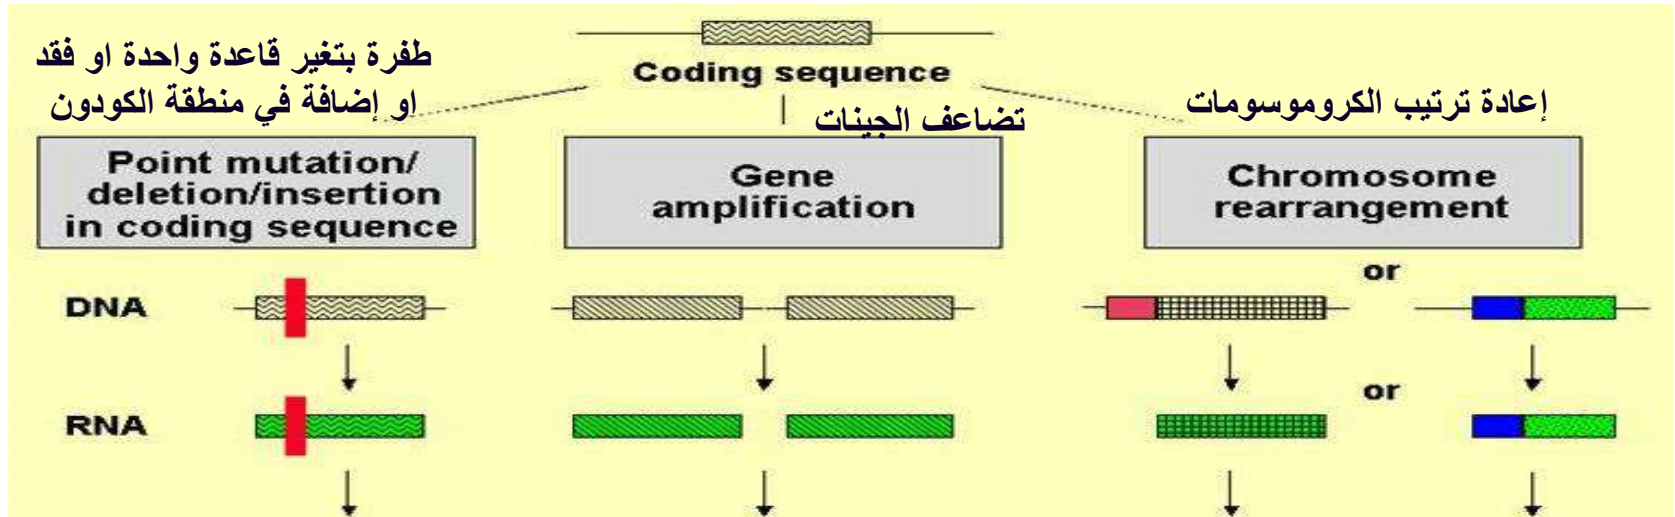 Coding sequence
طفرة بتغير قاعدة واحدة او فقد
او إضافة في منطقة الكودون
تضاعف الجينات
إعادة ترتيب الكروموسومات
Point mutation/
deletion/insertion
in coding sequence
Gene
amplification
Chromosome
rearrangement
or
DNA
or
RNA